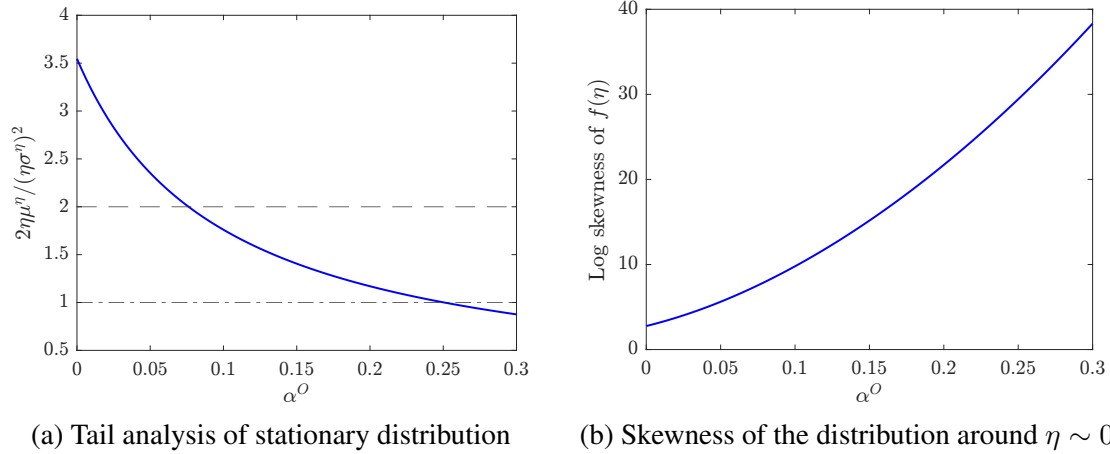 4
3.5
3
2.5
2
1.5
1
0.5
2ημ^η/(ησ^η)^2
0 0.05 0.1 0.15 0.2 0.25 0.3
α^O
(a) Tail analysis of stationary distribution
40
30
20
10
0
Log skewness of f(η)
0 0.05 0.1 0.15 0.2 0.25 0.3
α^O
(b) Skewness of the distribution around η ∼ 0